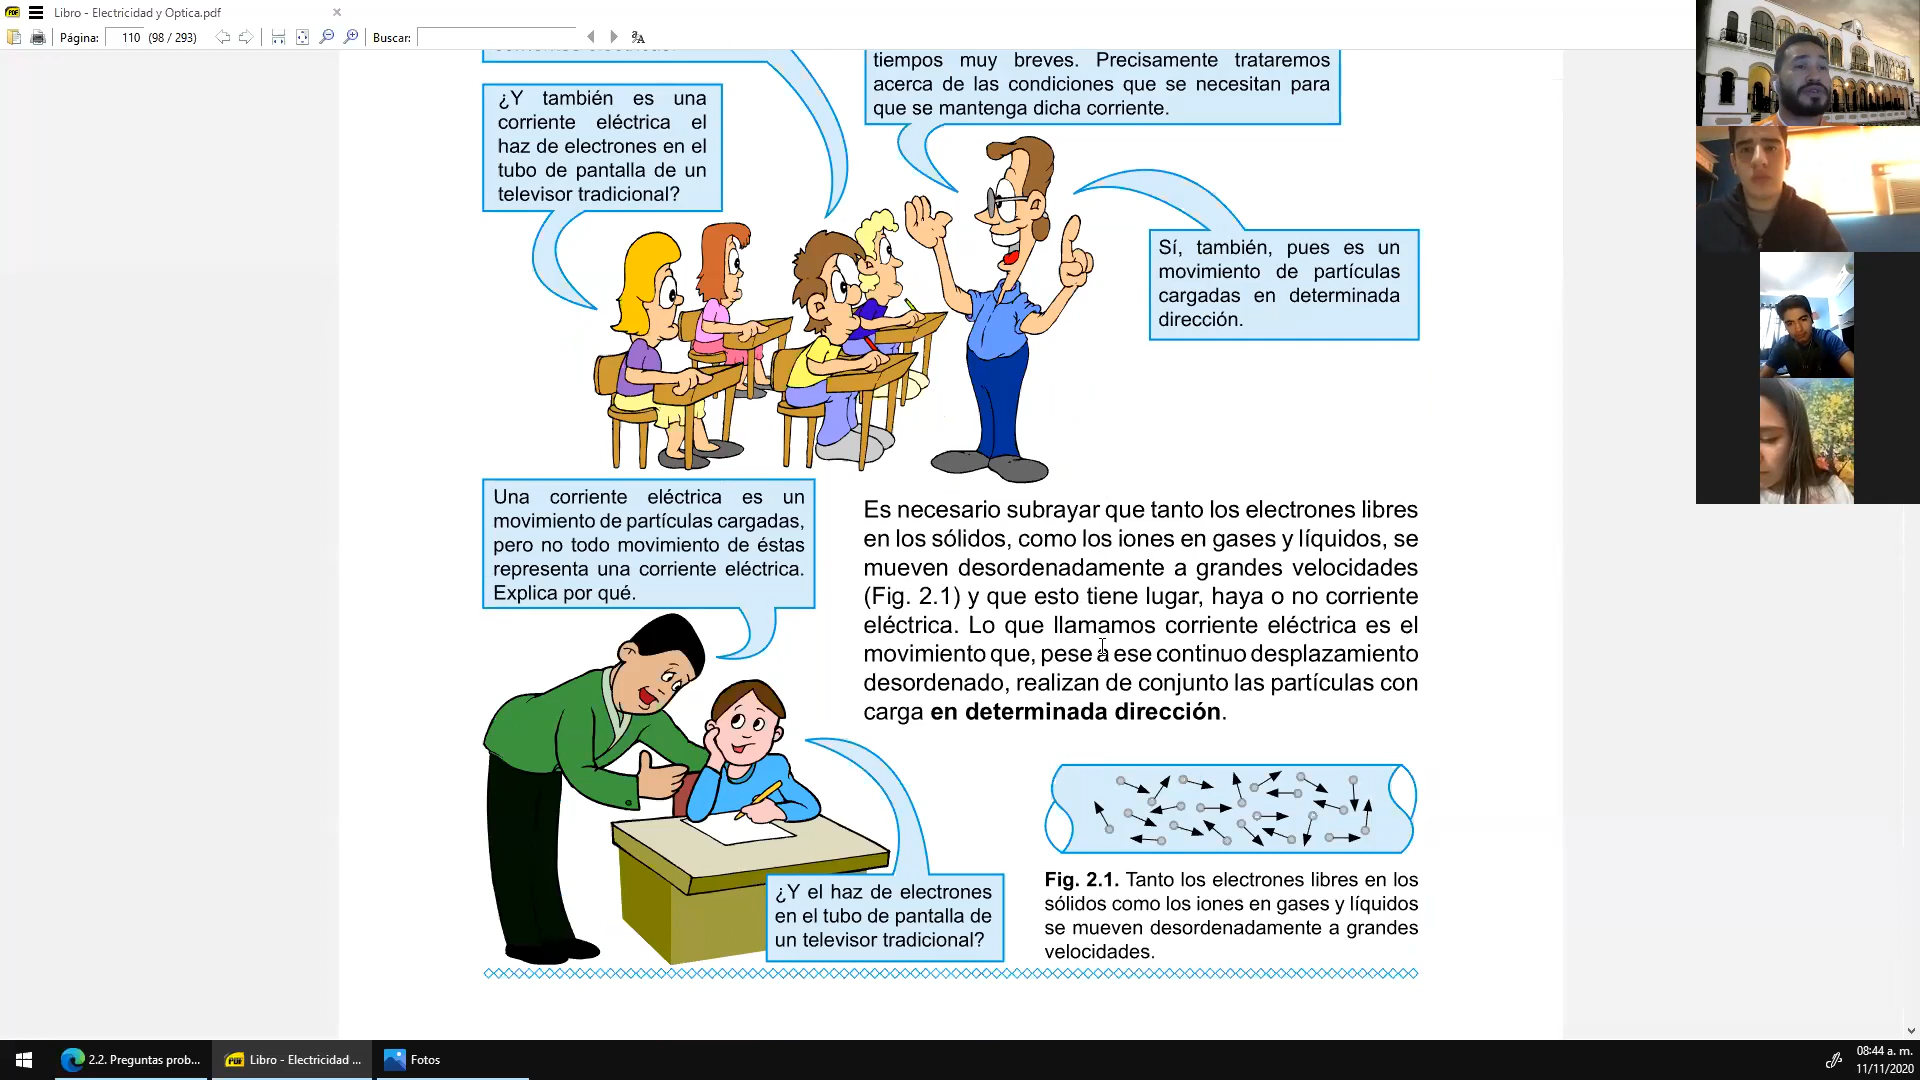 Libro - Electricidad y Optica.pdf
Página: 110 (98 / 293) Buscar:
tiempos muy breves. Precisamente trataremos
acerca de las condiciones que se necesitan para
que se mantenga dicha corriente.
¿Y también es una
corriente eléctrica el
haz de electrones en el
tubo de pantalla de un
televisor tradicional?
Sí, también, pues es un
movimiento de partículas
cargadas en determinada
dirección.
Una corriente eléctrica es un
movimiento de partículas cargadas,
pero no todo movimiento de éstas
representa una corriente eléctrica.
Explica por qué.
Es necesario subrayar que tanto los electrones libres
en los sólidos, como los iones en gases y líquidos, se
mueven desordenadamente a grandes velocidades
(Fig. 2.1) y que esto tiene lugar, haya o no corriente
eléctrica. Lo que llamamos corriente eléctrica es el
movimiento que, pese a ese continuo desplazamiento
desordenado, realizan de conjunto las partículas con
carga en determinada dirección.
¿Y el haz de electrones
en el tubo de pantalla de
un televisor tradicional?
Fig. 2.1. Tanto los electrones libres en los
sólidos como los iones en gases y líquidos
se mueven desordenadamente a grandes
velocidades.
2.2. Preguntas prob...
Libro - Electricidad ...
Fotos
08:44 a. m.
11/11/2020